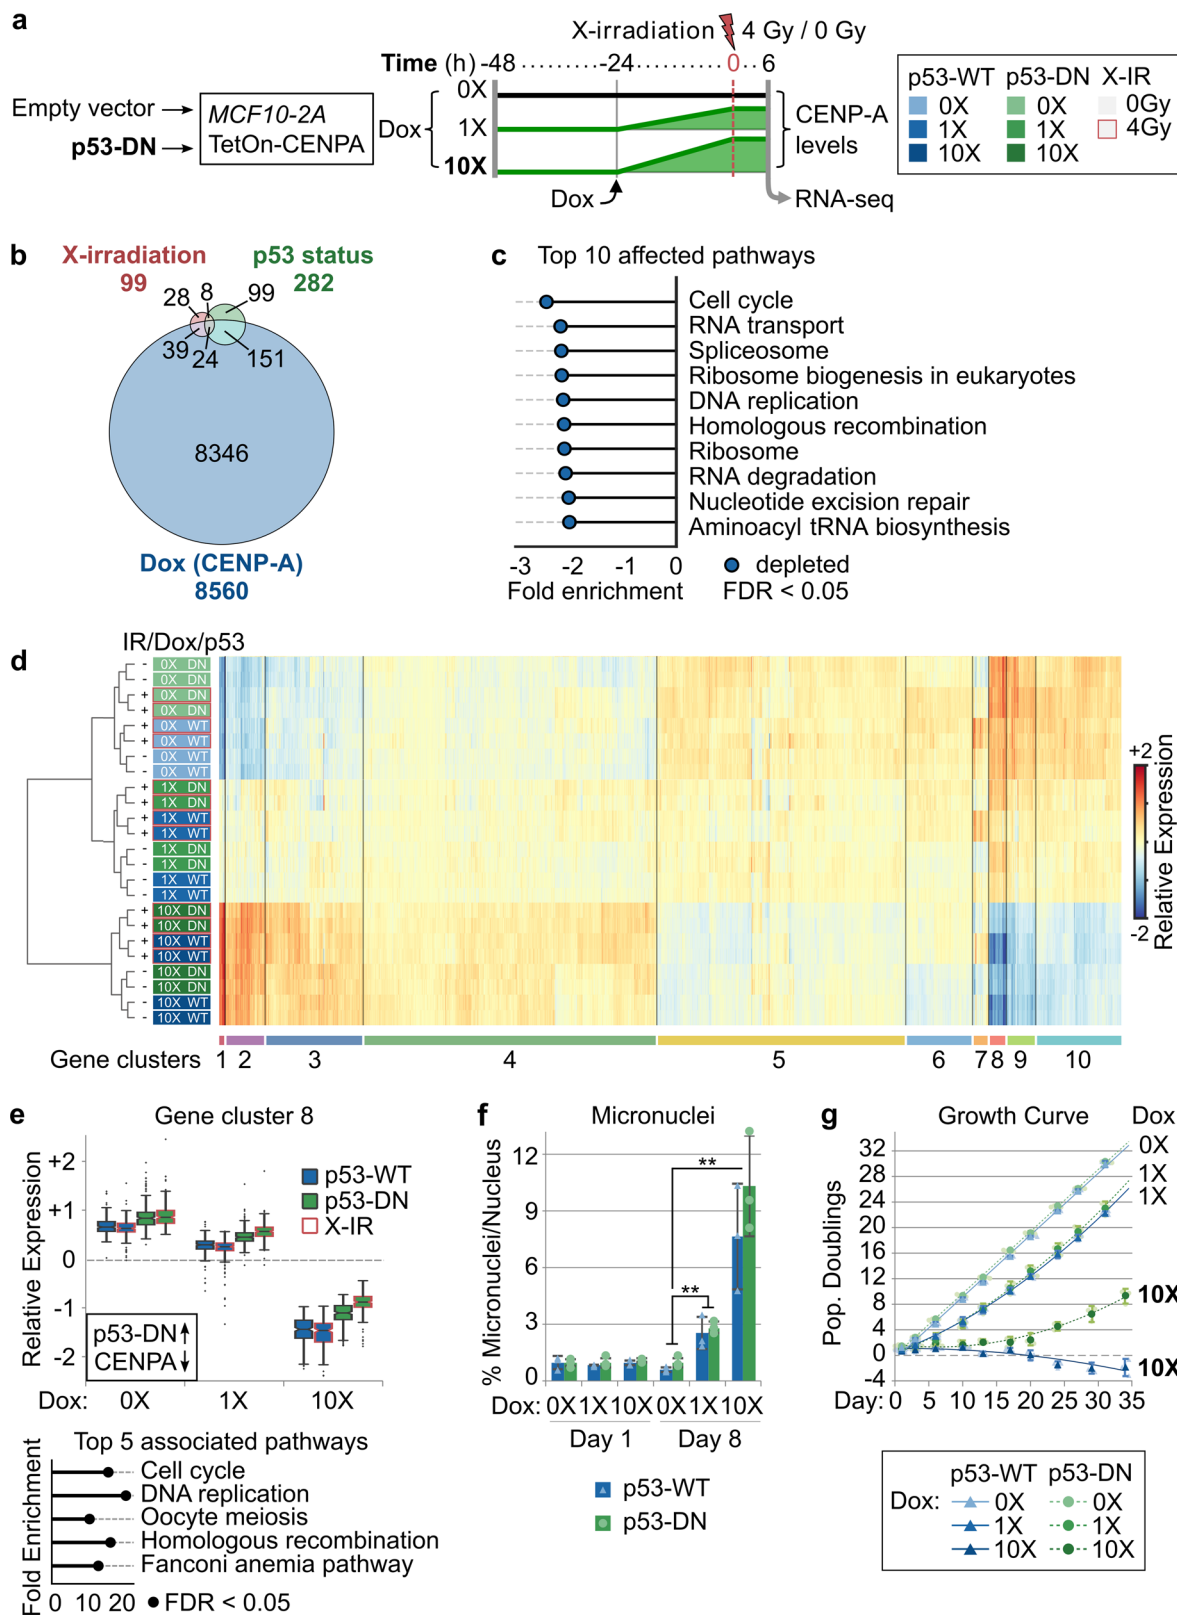 a
X-irradiation 4 Gy / 0 Gy
Time (h) -48 ........ -24 ......... 0 .. 6
Empty vector
p53-DN
MCF10-2A
TetOn-CENPA
Dox
0X
1X
10X
CENP-A
levels
Dox
RNA-seq
p53-WT p53-DN X-IR
0X 0X 0Gy
1X 1X 4Gy
10X 10X
b
X-irradiation
99
p53 status
282
28 8 99
39 24 151
8346
Dox (CENP-A)
8560
c Top 10 affected pathways
Cell cycle
RNA transport
Spliceosome
Ribosome biogenesis in eukaryotes
DNA replication
Homologous recombination
Ribosome
RNA degradation
Nucleotide excision repair
Aminoacyl tRNA biosynthesis
-3 -2 -1 0
Fold enrichment
depleted
FDR < 0.05
d
IR/Dox/p53
- 0X DN
- 0X DN
+ 0X DN
+ 0X DN
+ 0X WT
+ 0X WT
- 0X WT
- 0X WT
+ 1X DN
+ 1X DN
+ 1X WT
+ 1X WT
- 1X DN
- 1X DN
- 1X WT
- 1X WT
+ 10X DN
+ 10X DN
+ 10X WT
+ 10X WT
- 10X DN
- 10X DN
- 10X WT
- 10X WT
+2
-2
Relative Expression
Gene clusters 1 2 3 4 5 6 7 8 9 10
e Gene cluster 8
Relative Expression
+2
+1
0
-1
-2
p53-WT
p53-DN
X-IR
p53-DN↑
CENPA↓
Dox: 0X 1X 10X
Top 5 associated pathways
Fold Enrichment
Cell cycle
DNA replication
Oocyte meiosis
Homologous recombination
Fanconi anemia pathway
0 10 20
FDR < 0.05
f Micronuclei
% Micronuclei/Nucleus
12
9
6
3
0
**
**
Dox: 0X 1X 10X 0X 1X 10X
Day 1 Day 8
p53-WT
p53-DN
g Growth Curve
Pop. Doublings
32
28
24
20
16
12
8
4
0
-4
Dox
0X
1X
1X
10X
10X
Day: 0 5 10 15 20 25 30 35
p53-WT p53-DN
Dox: 0X 0X
1X 1X
10X 10X